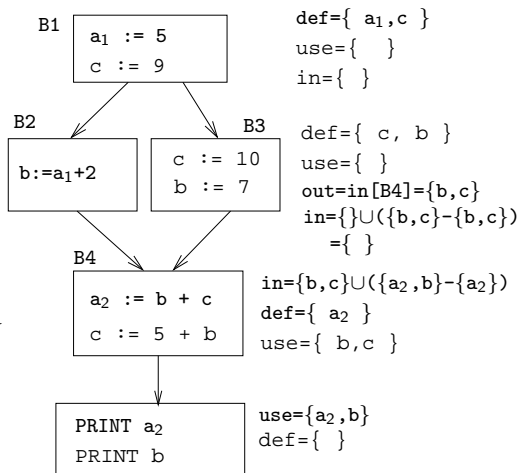 B1
a₁ := 5
c := 9
def={ a₁,c }
use={ }
in={ }
B2
b:=a₁+2
B3
c := 10
b := 7
def={ c, b }
use={ }
out=in[B4]={b,c}
in={}∪({b,c}-{b,c})
={ }
B4
a₂ := b + c
c := 5 + b
in={b,c}∪({a₂,b}-{a₂})
def={ a₂ }
use={ b,c }
PRINT a₂
PRINT b
use={a₂,b}
def={ }